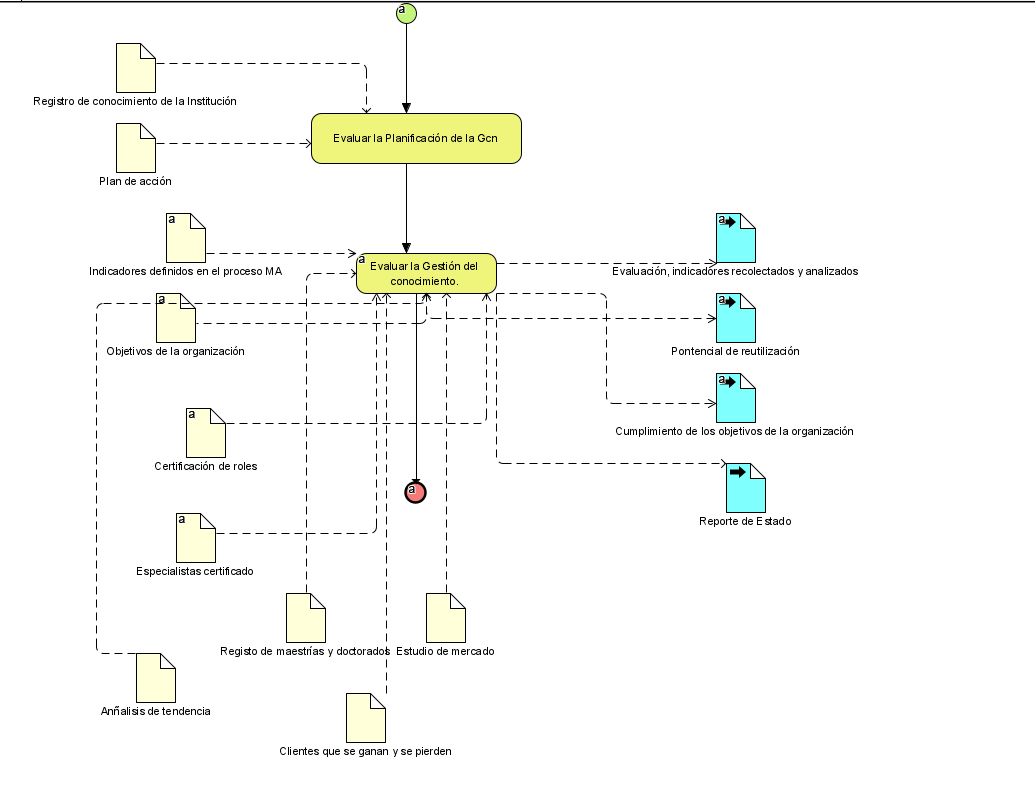 a
Registro de conocimiento de la Institución
Evaluar la Planificación de la Gcn
Plan de acción
a
Indicadores definidos en el proceso MA
a
Evaluar la Gestión del
conocimiento.
a
Evaluación, indicadores recolectados y analizados
a
Objetivos de la organización
a
Pontencial de reutilización
a
Cumplimiento de los objetivos de la organización
a
Certificación de roles
a
Reporte de Estado
a
Especialistas certificado
Registo de maestrías y doctorados
Estudio de mercado
Anñalisis de tendencia
Clientes que se ganan y se pierden